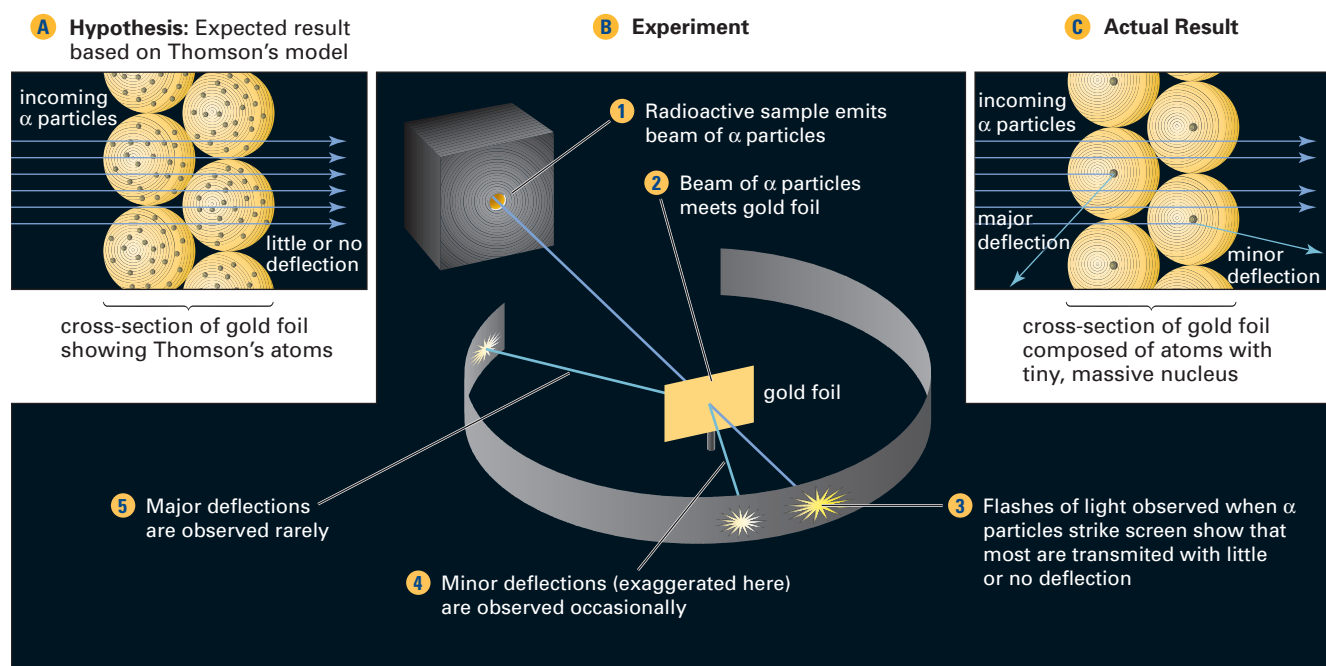 A Hypothesis: Expected result
based on Thomson's model
incoming
α particles
little or no
deflection
cross-section of gold foil
showing Thomson's atoms
B Experiment
1 Radioactive sample emits
beam of α particles
2 Beam of α particles
meets gold foil
gold foil
3 Flashes of light observed when α
particles strike screen show that
most are transmited with little
or no deflection
4 Minor deflections (exaggerated here)
are observed occasionally
5 Major deflections
are observed rarely
C Actual Result
incoming
α particles
major
deflection
minor
deflection
cross-section of gold foil
composed of atoms with
tiny, massive nucleus